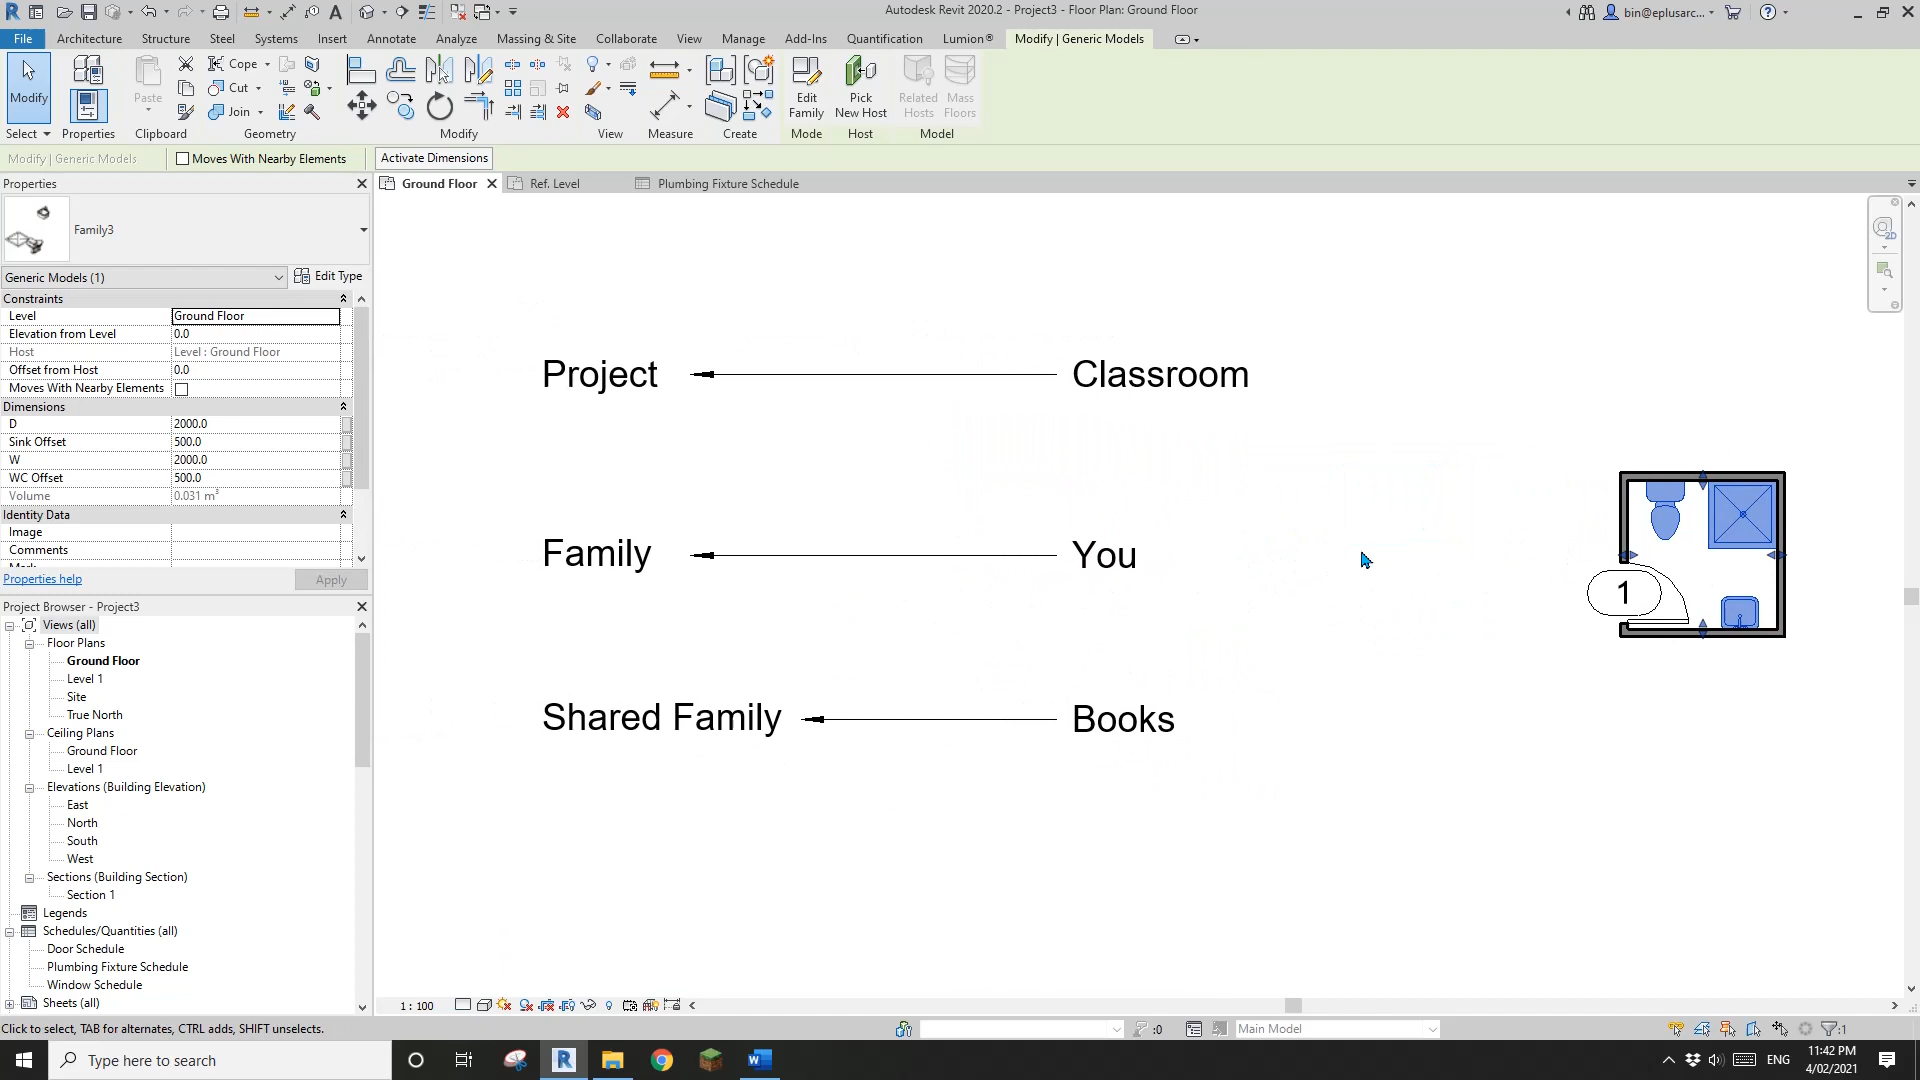 Autodesk Revit 2020.2 - Project3 - Floor Plan: Ground Floor
bin@eplusarc...
File Architecture Structure Steel Systems Insert Annotate Analyze Massing & Site Collaborate View Manage Add-Ins Quantification Lumion® Modify | Generic Models
Modify Paste Cope Cut Join Edit Family Pick New Host Related Hosts Mass Floors
Select Properties Clipboard Geometry Modify View Measure Create Mode Host Model
Modify | Generic Models Moves With Nearby Elements Activate Dimensions
Properties
Ground Floor Ref. Level Plumbing Fixture Schedule
Family3
Generic Models (1) Edit Type
Constraints
Level Ground Floor
Elevation from Level 0.0
Host Level : Ground Floor
Offset from Host 0.0
Moves With Nearby Elements
Dimensions
D 2000.0
Sink Offset 500.0
W 2000.0
WC Offset 500.0
Volume 0.031 m³
Identity Data
Image
Comments
Properties help Apply
Project Browser - Project3
Views (all)
Floor Plans
Ground Floor
Level 1
Site
True North
Ceiling Plans
Ground Floor
Level 1
Elevations (Building Elevation)
East
North
South
West
Sections (Building Section)
Section 1
Legends
Schedules/Quantities (all)
Door Schedule
Plumbing Fixture Schedule
Window Schedule
Sheets (all)
Project Classroom
Family You
Shared Family Books
1
2D
1 : 100
Click to select, TAB for alternates, CTRL adds, SHIFT unselects.
:0
Main Model
:1
Type here to search
ENG
11:42 PM
4/02/2021